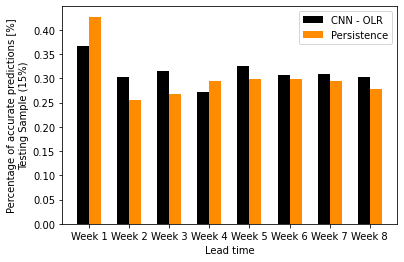 CNN - OLR
Persistence
Percentage of accurate predictions [%]
Testing Sample (15%)
0.40
0.35
0.30
0.25
0.20
0.15
0.10
0.05
0.00
Week 1 Week 2 Week 3 Week 4 Week 5 Week 6 Week 7 Week 8
Lead time